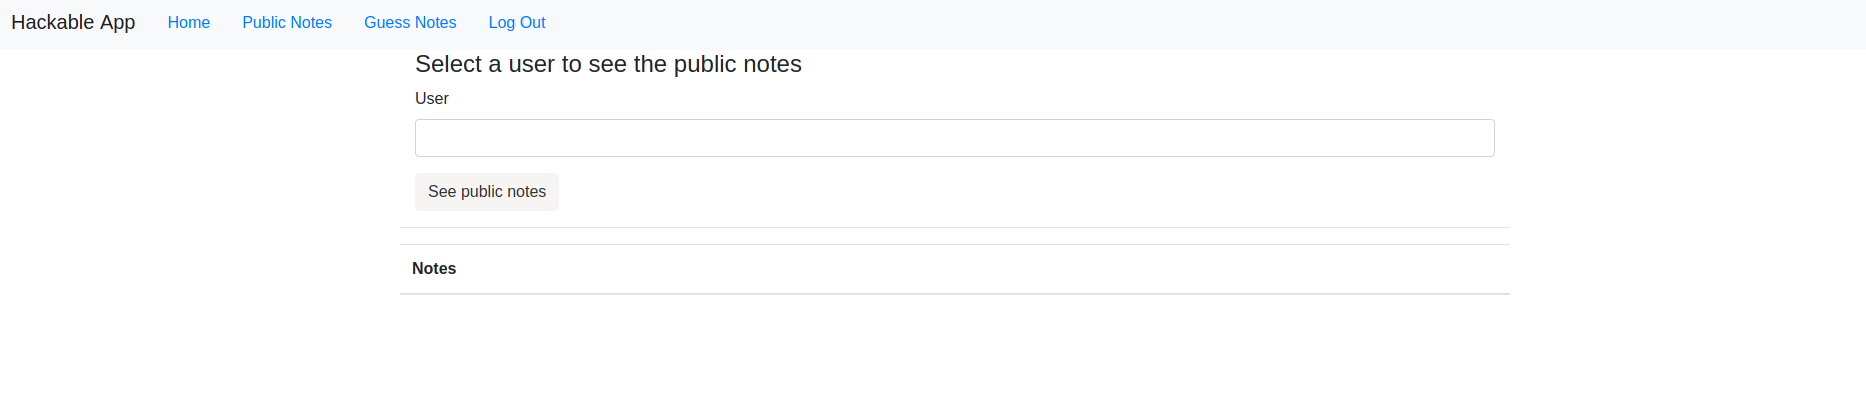 Hackable App Home Public Notes Guess Notes Log Out
Select a user to see the public notes
User
See public notes
Notes